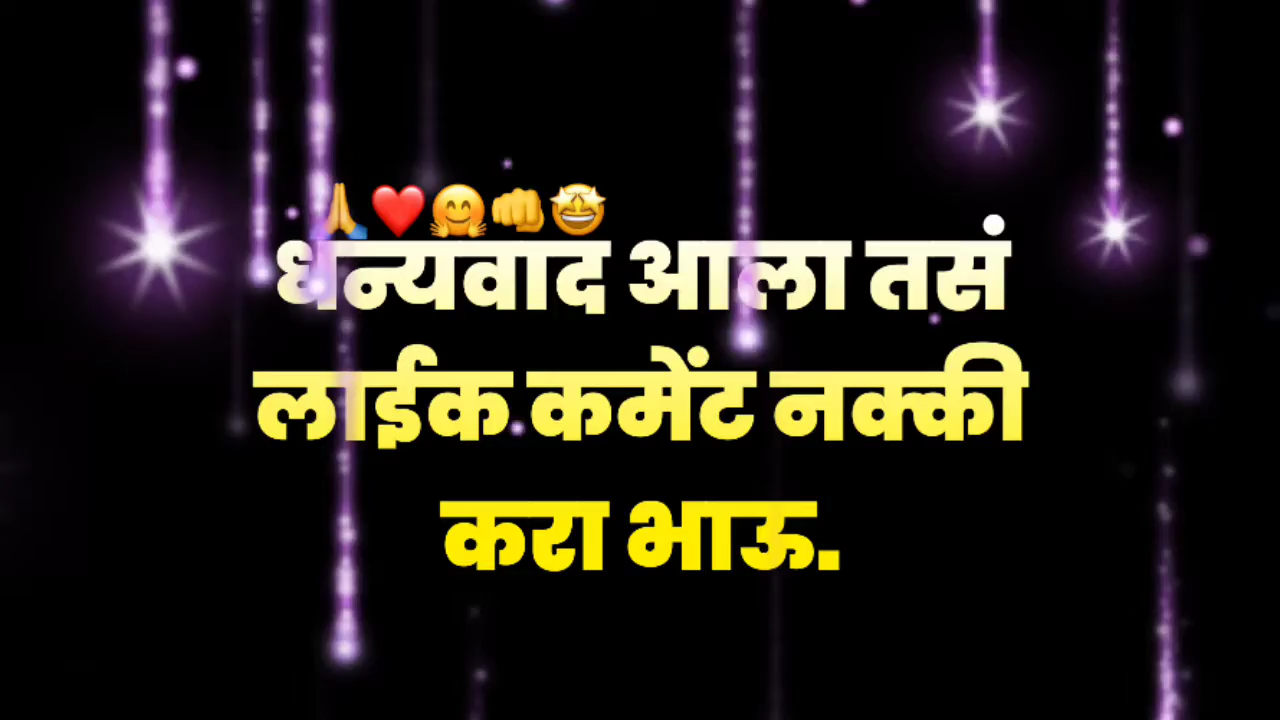 🙏❤️🤗👊🤩
धन्यवाद आला तसं
लाईक कमेंट नक्की
करा भाऊ.